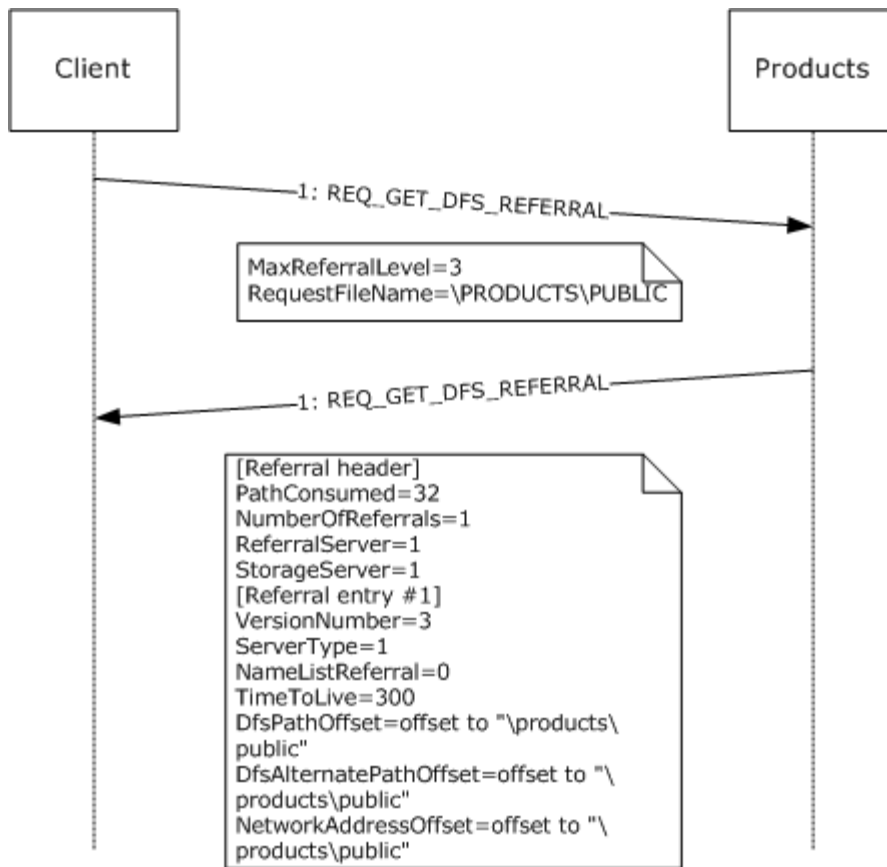 Client
Products
1: REQ_GET_DFS_REFERRAL
MaxReferralLevel=3
RequestFileName=\PRODUCTS\PUBLIC
1: REQ_GET_DFS_REFERRAL
[Referral header]
PathConsumed=32
NumberOfReferrals=1
ReferralServer=1
StorageServer=1
[Referral entry #1]
VersionNumber=3
ServerType=1
NameListReferral=0
TimeToLive=300
DfsPathOffset=offset to "\products\
public"
DfsAlternatePathOffset=offset to "\
products\public"
NetworkAddressOffset=offset to "\
products\public"